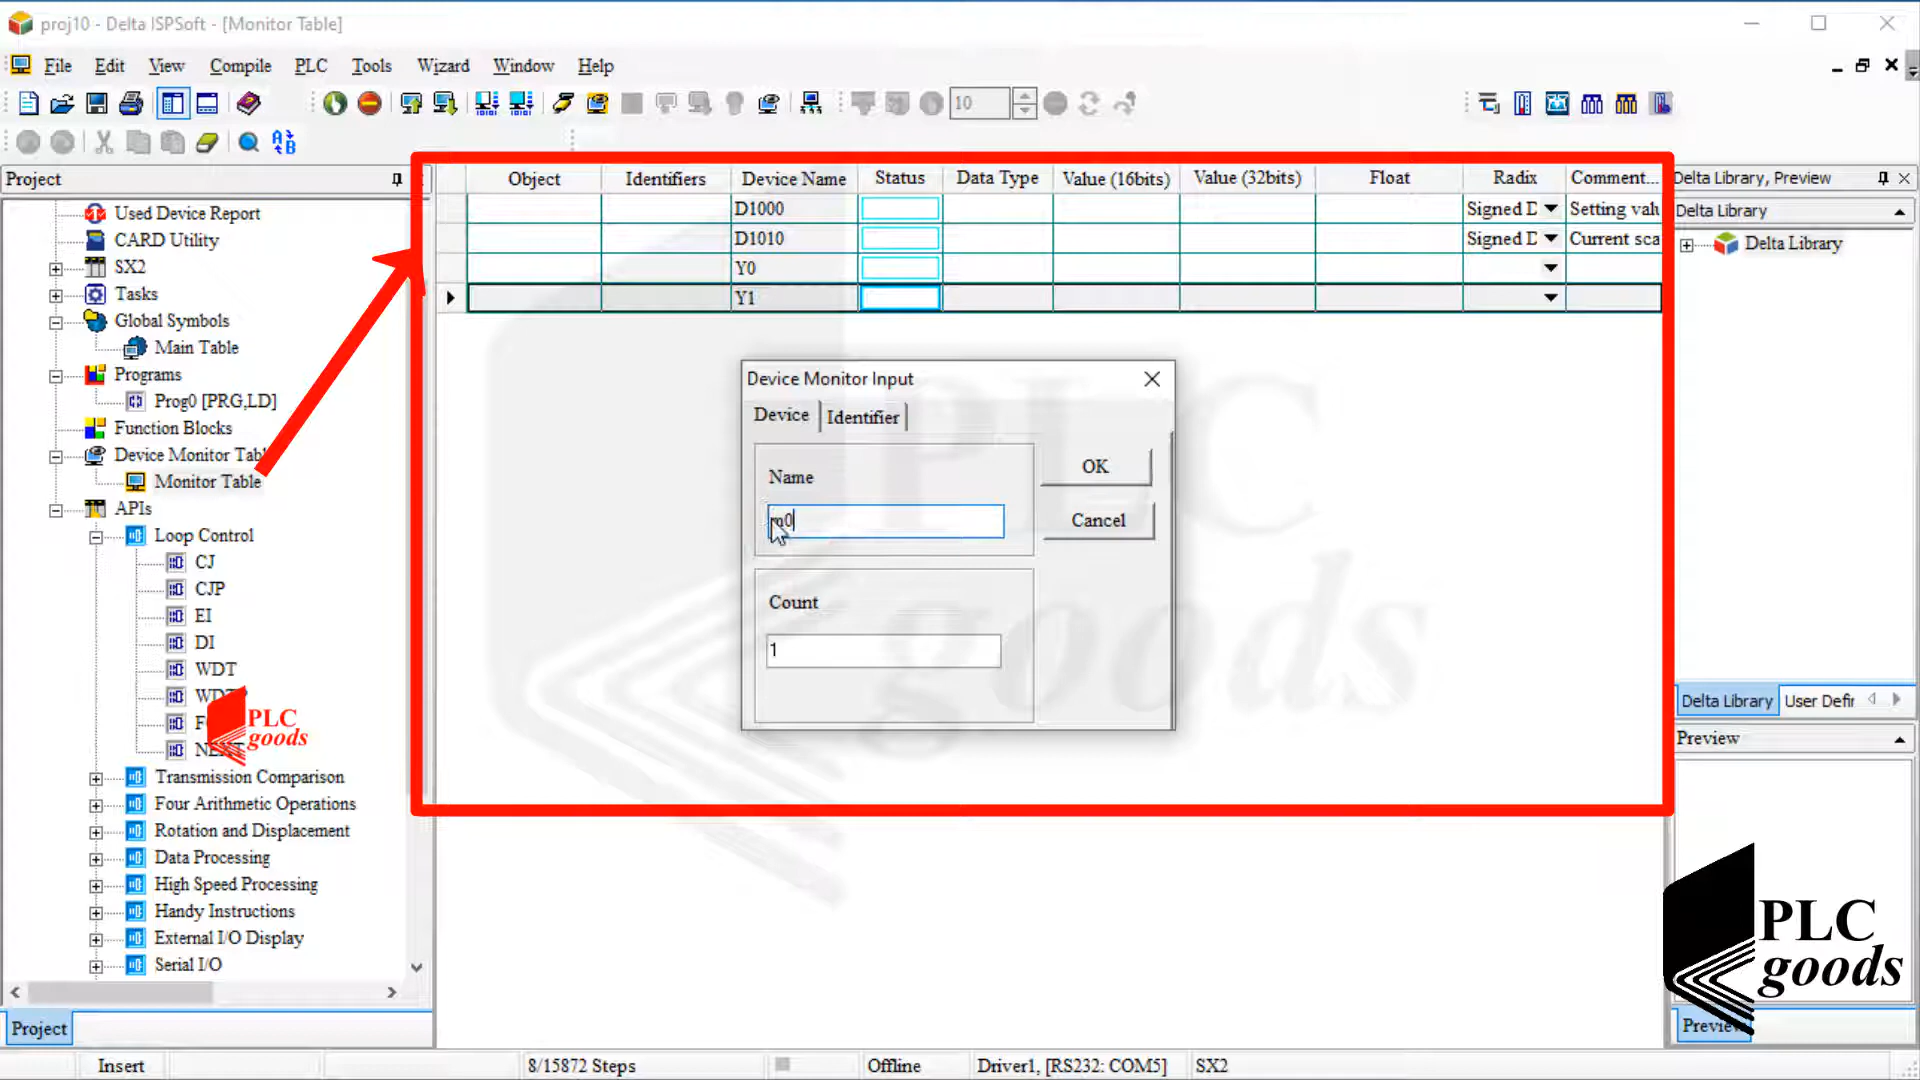 proj10 - Delta ISPSoft - [Monitor Table]
File Edit View Compile PLC Tools Wizard Window Help
10
Project
Used Device Report
CARD Utility
SX2
Tasks
Global Symbols
Main Table
Programs
Prog0 [PRG,LD]
Function Blocks
Device Monitor Tabl
Monitor Table
APIs
Loop Control
CJ
CJP
EI
DI
WDT
Transmission Comparison
Four Arithmetic Operations
Rotation and Displacement
Data Processing
High Speed Processing
Handy Instructions
External I/O Display
Serial I/O
Project
PLC
goods
Object Identifiers Device Name Status Data Type Value (16bits) Value (32bits) Float Radix Comment...
D1000 Signed D Setting valu
D1010 Signed D Current sca
Y0
Y1
Device Monitor Input
Device Identifier
Name
m0
OK
Cancel
Count
1
PLC
goods
Delta Library, Preview
Delta Library
Delta Library
Delta Library User Defir
Preview
Preview
PLC
goods
Insert 8/15872 Steps Offline Driver1, [RS232: COM5] SX2